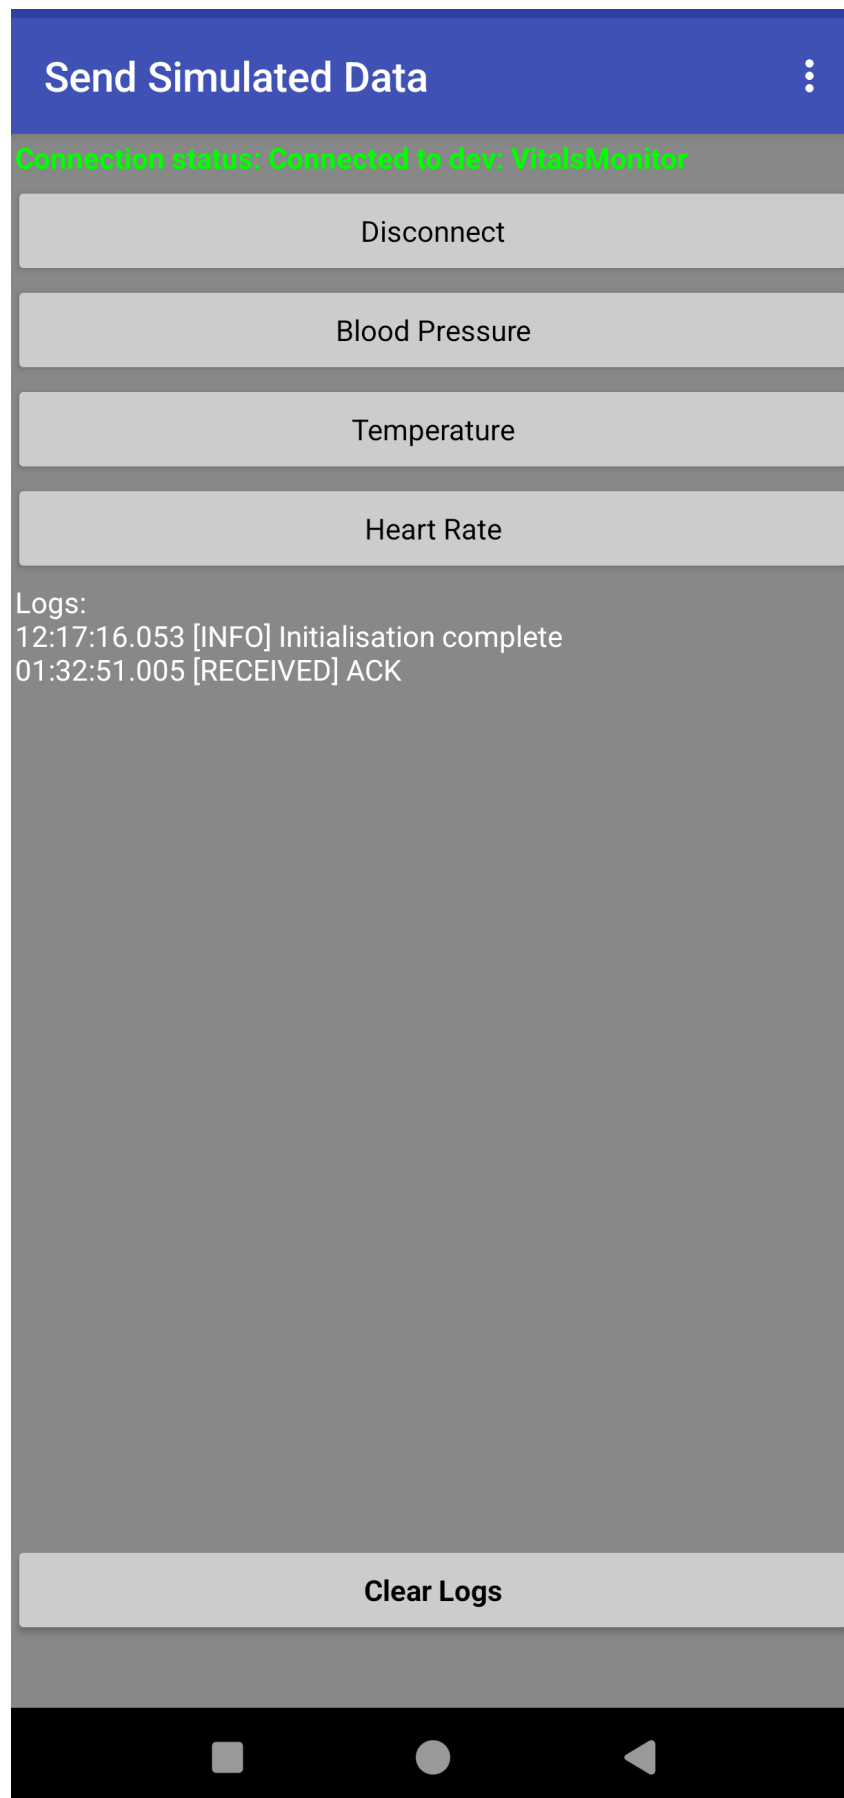 Send Simulated Data
Connection status: Connected to dev: VitalsMonitor
Disconnect
Blood Pressure
Temperature
Heart Rate
Logs:
12:17:16.053 [INFO] Initialisation complete
01:32:51.005 [RECEIVED] ACK
Clear Logs